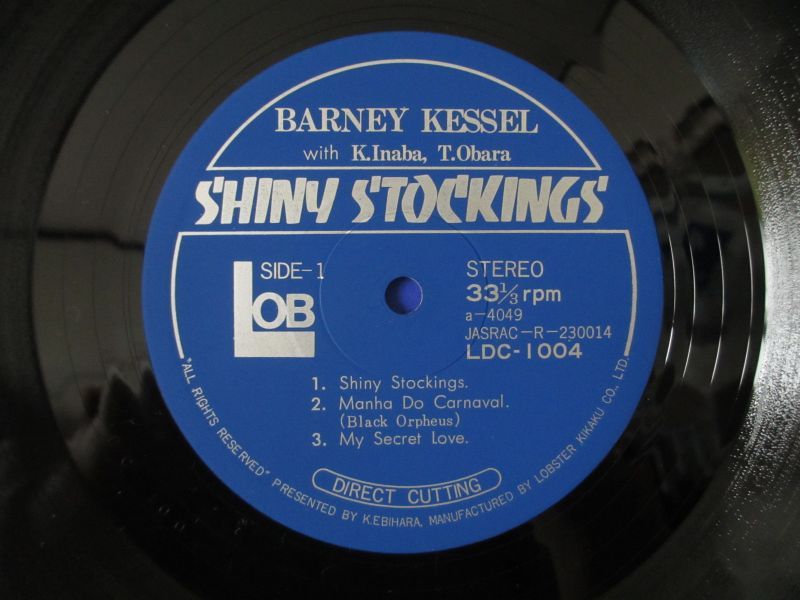 BARNEY KESSEL
with K.Inaba, T.Obara
SHINY STOCKINGS
LOB
SIDE-1
STEREO
33 1/3 rpm
a-4049
JASRAC-R-230014
LDC-1004
1. Shiny Stockings.
2. Manha Do Carnaval.
(Black Orpheus)
3. My Secret Love.
DIRECT CUTTING
"ALL RIGHTS RESERVED" PRESENTED BY K.EBIHARA, MANUFACTURED BY LOBSTER KIKAKU CO., LTD.